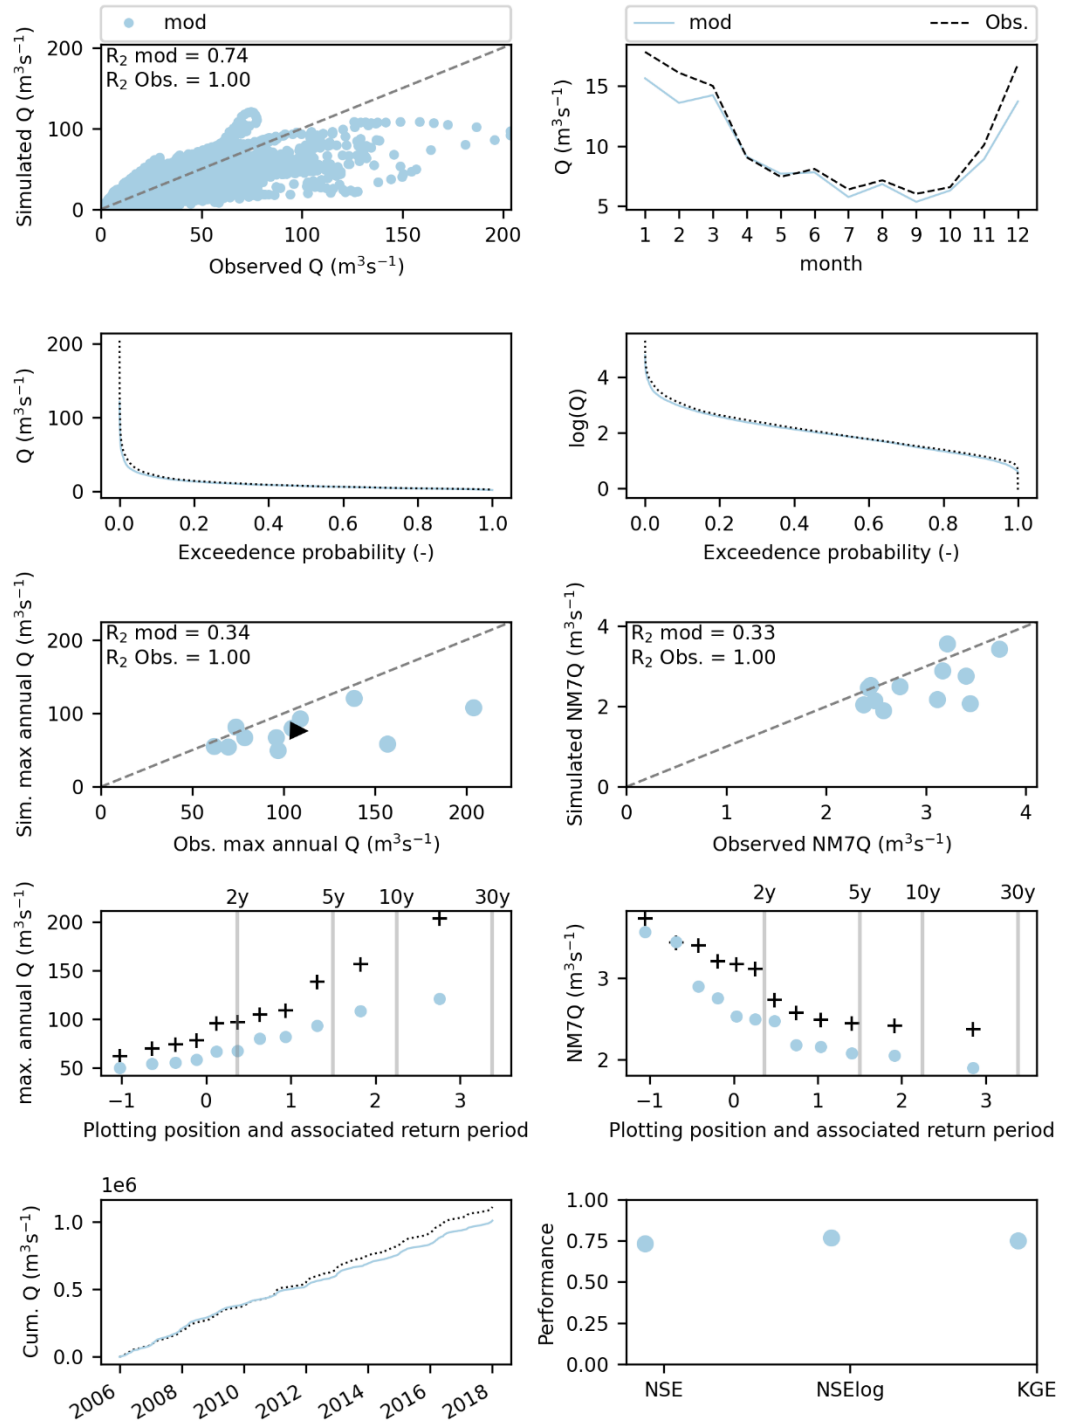 mod
R₂ mod = 0.74
R₂ Obs. = 1.00
200
100
0
Simulated Q (m³s⁻¹)
0 50 100 150 200
Observed Q (m³s⁻¹)
mod Obs.
15
10
5
Q (m³s⁻¹)
1 2 3 4 5 6 7 8 9 10 11 12
month
200
100
0
Q (m³s⁻¹)
0.0 0.2 0.4 0.6 0.8 1.0
Exceedence probability (-)
4
2
0
log(Q)
0.0 0.2 0.4 0.6 0.8 1.0
Exceedence probability (-)
R₂ mod = 0.34
R₂ Obs. = 1.00
200
100
0
Sim. max annual Q (m³s⁻¹)
0 50 100 150 200
Obs. max annual Q (m³s⁻¹)
R₂ mod = 0.33
R₂ Obs. = 1.00
4
2
0
Simulated NM7Q (m³s⁻¹)
0 1 2 3 4
Observed NM7Q (m³s⁻¹)
2y 5y 10y 30y
200
150
100
50
max. annual Q (m³s⁻¹)
−1 0 1 2 3
Plotting position and associated return period
2y 5y 10y 30y
3
2
NM7Q (m³s⁻¹)
−1 0 1 2 3
Plotting position and associated return period
1e6
1.0
0.5
0.0
Cum. Q (m³s⁻¹)
2006 2008 2010 2012 2014 2016 2018
1.00
0.75
0.50
0.25
0.00
Performance
NSE NSElog KGE